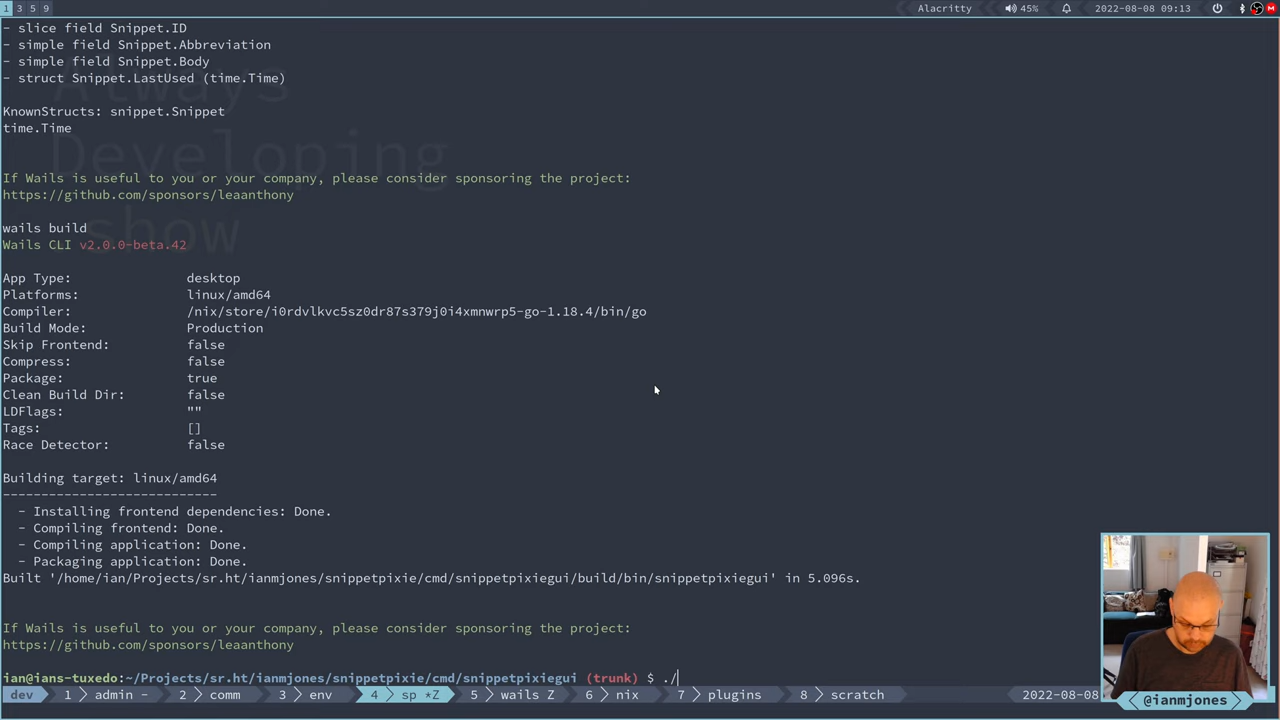 1 3 5 9 Alacritty 45% 2022-08-08 09:13
- slice field Snippet.ID
- simple field Snippet.Abbreviation
- simple field Snippet.Body
- struct Snippet.LastUsed (time.Time)
Always
KnownStructs: snippet.Snippet
time.Time
Developing
If Wails is useful to you or your company, please consider sponsoring the project:
https://github.com/sponsors/leaanthony
show
wails build
Wails CLI v2.0.0-beta.42
App Type: desktop
Platforms: linux/amd64
Compiler: /nix/store/i0rdvlkvc5sz0dr87s379j0i4xmnwrp5-go-1.18.4/bin/go
Build Mode: Production
Skip Frontend: false
Compress: false
Package: true
Clean Build Dir: false
LDFlags: ""
Tags: []
Race Detector: false
Building target: linux/amd64
----------------------------
- Installing frontend dependencies: Done.
- Compiling frontend: Done.
- Compiling application: Done.
- Packaging application: Done.
Built '/home/ian/Projects/sr.ht/ianmjones/snippetpixie/cmd/snippetpixiegui/build/bin/snippetpixiegui' in 5.096s.
If Wails is useful to you or your company, please consider sponsoring the project:
https://github.com/sponsors/leaanthony
ian@ians-tuxedo:~/Projects/sr.ht/ianmjones/snippetpixie/cmd/snippetpixiegui (trunk) $ ./
dev 1 admin - 2 comm 3 env 4 sp *Z 5 wails Z 6 nix 7 plugins 8 scratch 2022-08-08
@ianmjones